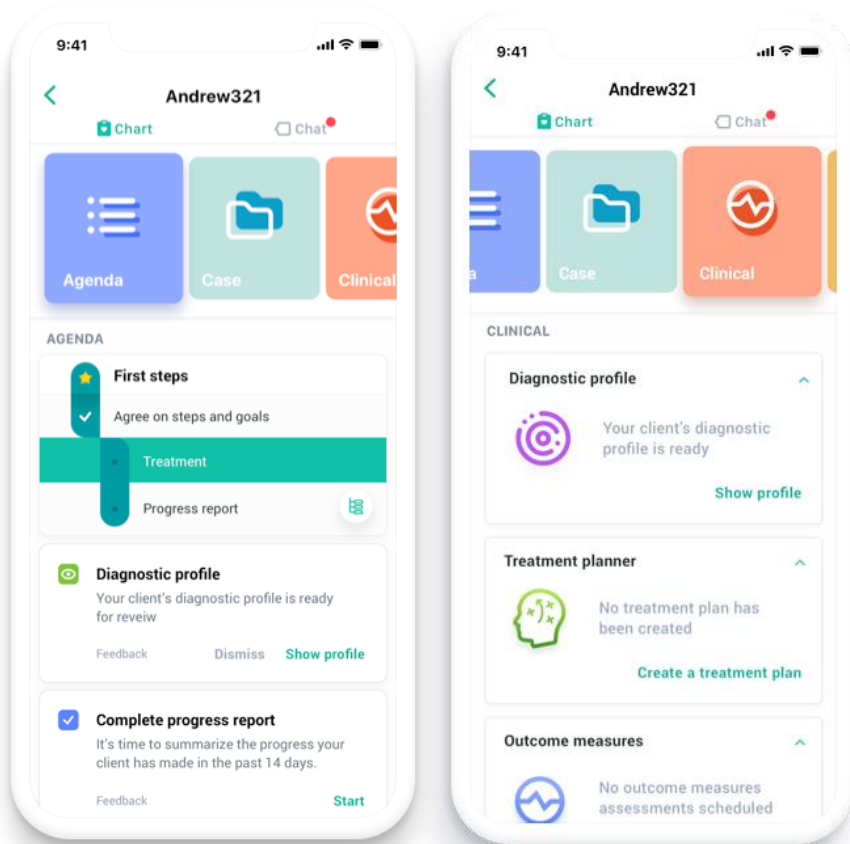 9:41
Andrew321
Chart
Chat
Agenda
Case
Clinical
AGENDA
First steps
Agree on steps and goals
Treatment
Progress report
Diagnostic profile
Your client's diagnostic profile is ready
for reveiw
Feedback Dismiss Show profile
Complete progress report
It's time to summarize the progress your
client has made in the past 14 days.
Feedback Start
9:41
Andrew321
Chart
Chat
a
Case
Clinical
CLINICAL
Diagnostic profile
Your client's diagnostic
profile is ready
Show profile
Treatment planner
No treatment plan has
been created
Create a treatment plan
Outcome measures
No outcome measures
assessments scheduled